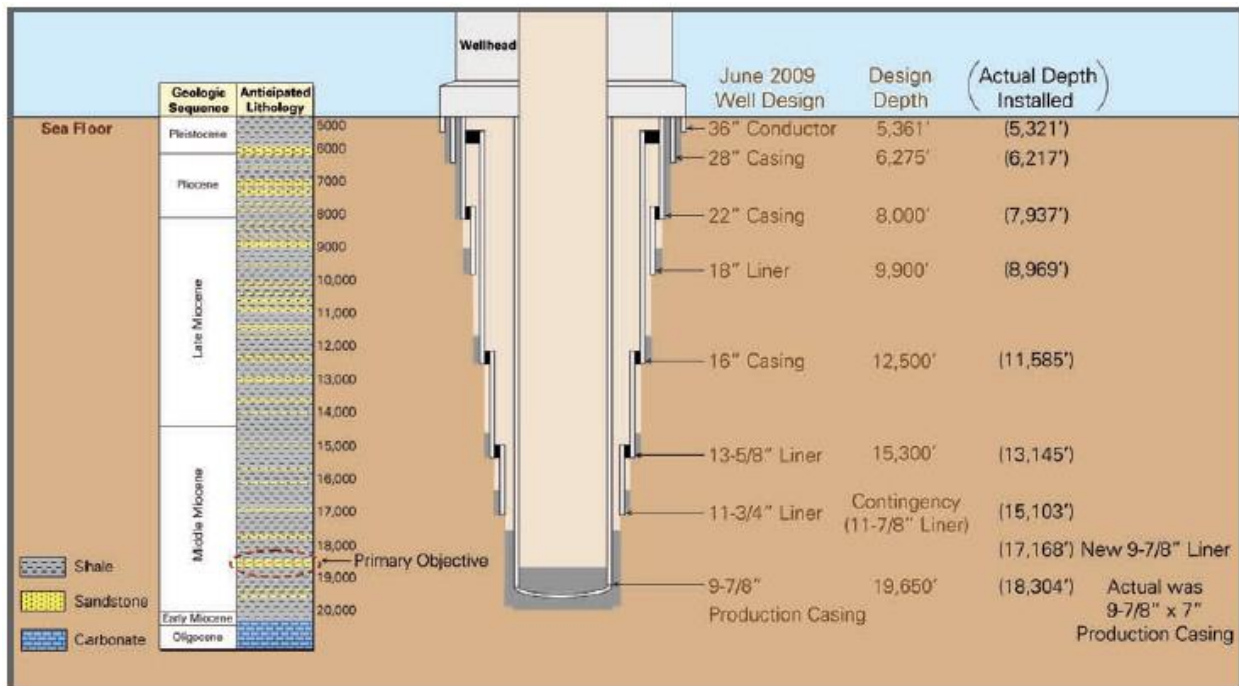 Wellhead
June 2009
Well Design
Design
Depth
(Actual Depth
Installed)
Geologic
Sequence
Anticipated
Lithology
Sea Floor
Pleistocene
Pliocene
Late Miocene
Middle Miocene
Early Miocene
Oligocene
5000
6000
7000
8000
9000
10,000
11,000
12,000
13,000
14,000
15,000
16,000
17,000
18,000
19,000
20,000
36" Conductor 5,361' (5,321')
28" Casing 6,275' (6,217')
22" Casing 8,000' (7,937')
18" Liner 9,900' (8,969')
16" Casing 12,500' (11,585')
13-5/8" Liner 15,300' (13,145')
11-3/4" Liner Contingency (15,103')
(11-7/8" Liner)
(17,168') New 9-7/8" Liner
Primary Objective
9-7/8" 19,650' (18,304') Actual was
Production Casing 9-7/8" x 7"
Production Casing
Shale
Sandstone
Carbonate